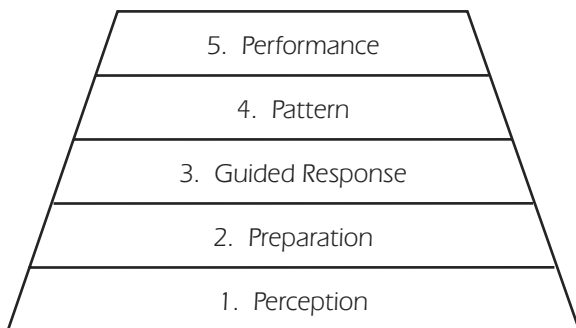 5. Performance
4. Pattern
3. Guided Response
2. Preparation
1. Perception